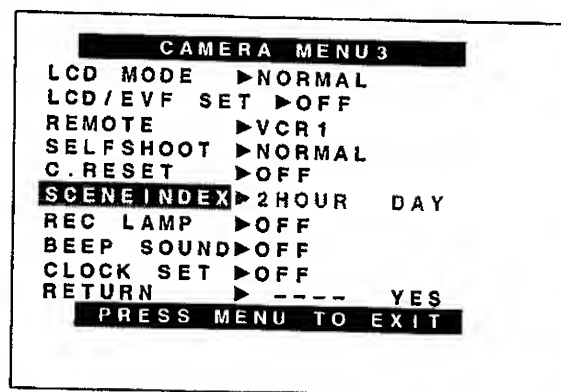 CAMERA MENU3
LCD MODE ►NORMAL
LCD/EVF SET ►OFF
REMOTE ►VCR1
SELFSHOOT ►NORMAL
C.RESET ►OFF
SCENEINDEX►2HOUR DAY
REC LAMP ►OFF
BEEP SOUND►OFF
CLOCK SET ►OFF
RETURN ► ---- YES
PRESS MENU TO EXIT